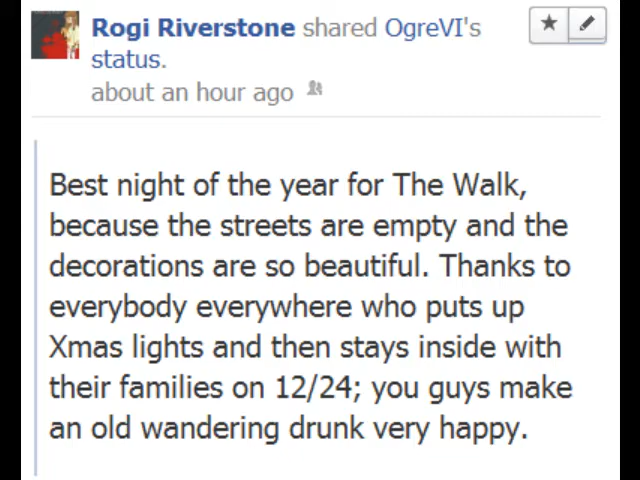 Rogi Riverstone shared OgreVI's
status.
about an hour ago
Best night of the year for The Walk,
because the streets are empty and the
decorations are so beautiful. Thanks to
everybody everywhere who puts up
Xmas lights and then stays inside with
their families on 12/24; you guys make
an old wandering drunk very happy.